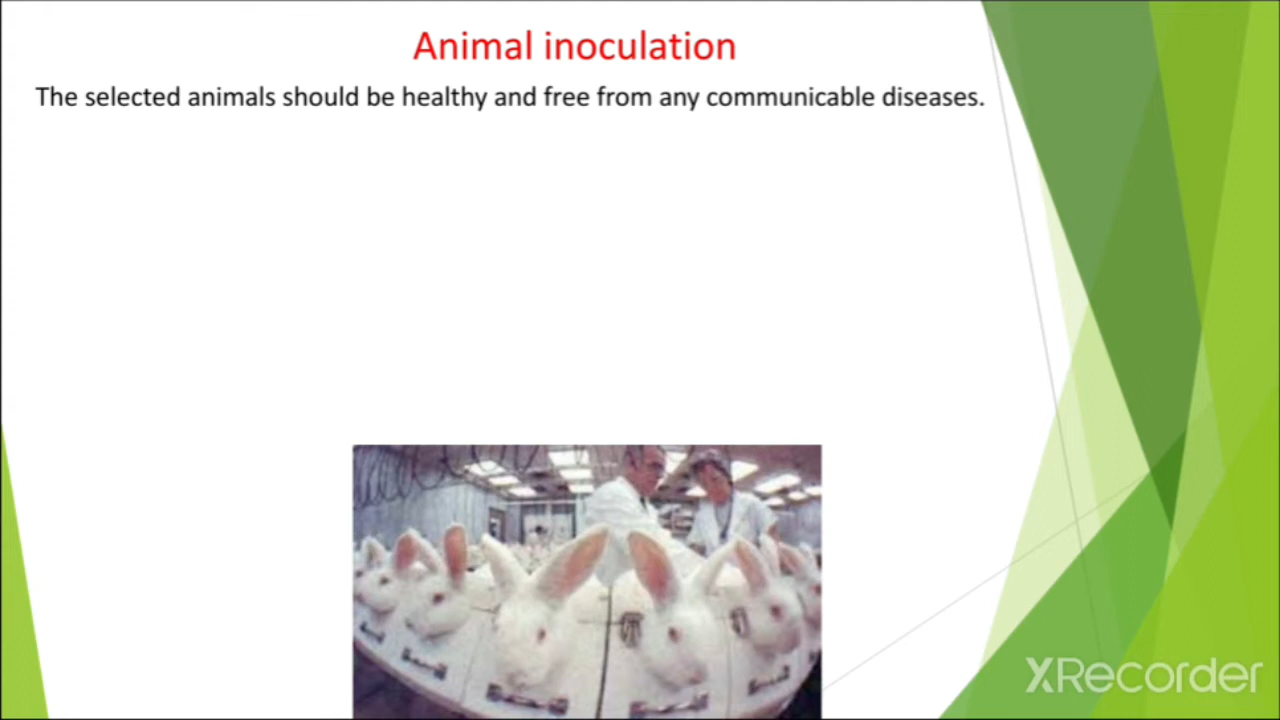 Animal inoculation
The selected animals should be healthy and free from any communicable diseases.
XRecorder